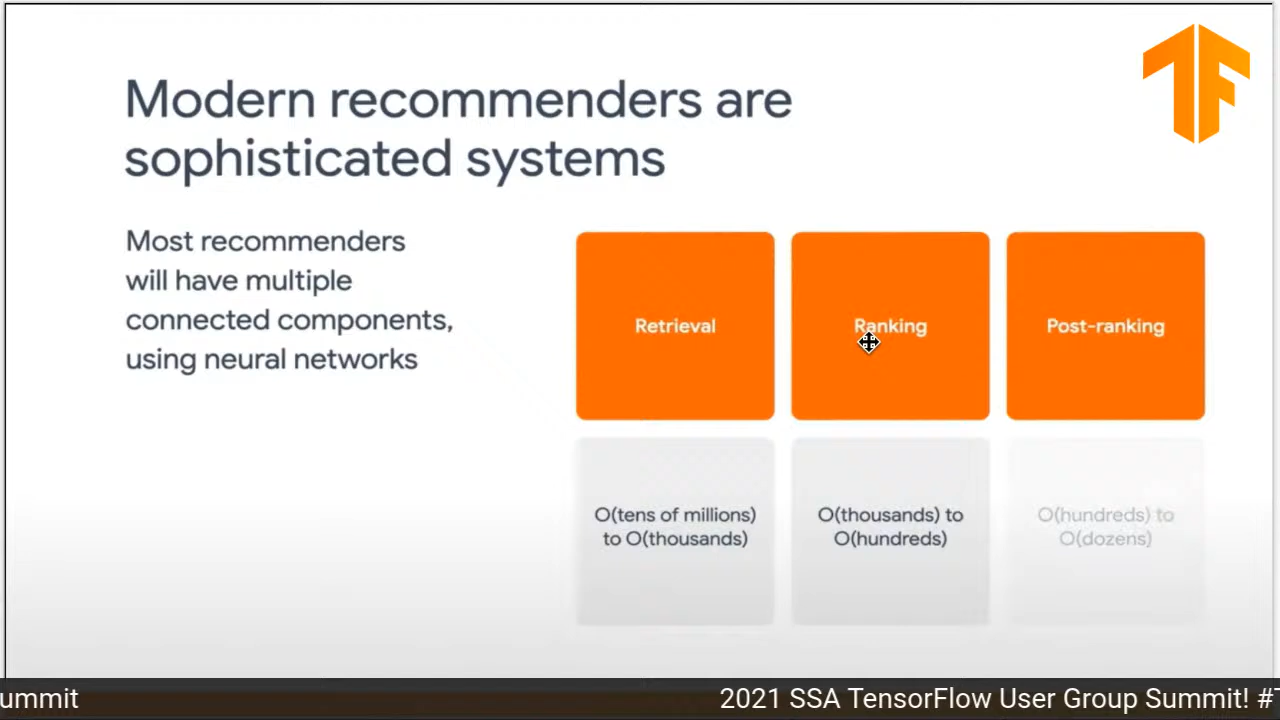 Modern recommenders are
sophisticated systems
Most recommenders
will have multiple
connected components,
using neural networks
Retrieval
Ranking
Post-ranking
O(tens of millions)
to O(thousands)
O(thousands) to
O(hundreds)
O(hundreds) to
O(dozens)
ummit
2021 SSA TensorFlow User Group Summit! #T